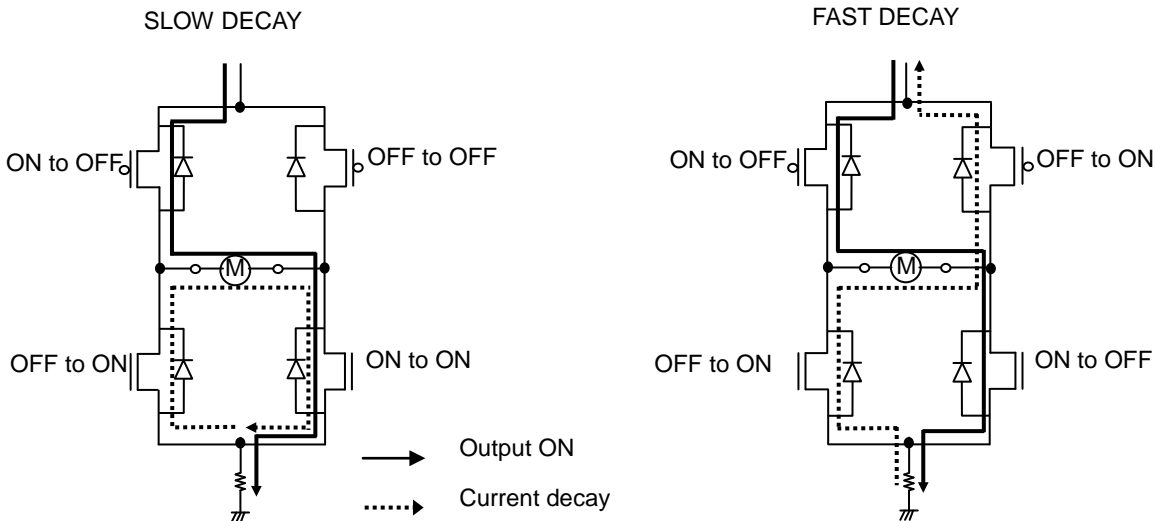 SLOW DECAY
ON to OFF
OFF to OFF
M
OFF to ON
ON to ON
FAST DECAY
ON to OFF
OFF to ON
M
OFF to ON
ON to OFF
Output ON
Current decay